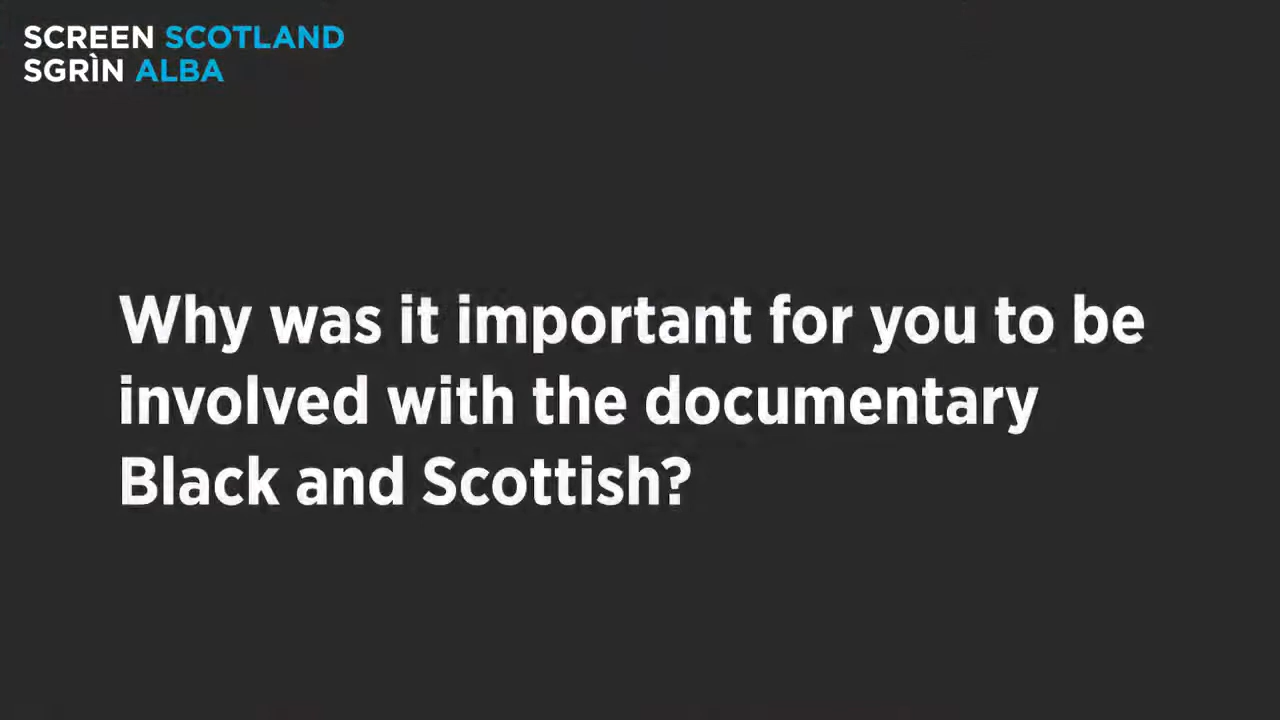 SCREEN SCOTLAND
SGRÌN ALBA
Why was it important for you to be
involved with the documentary
Black and Scottish?